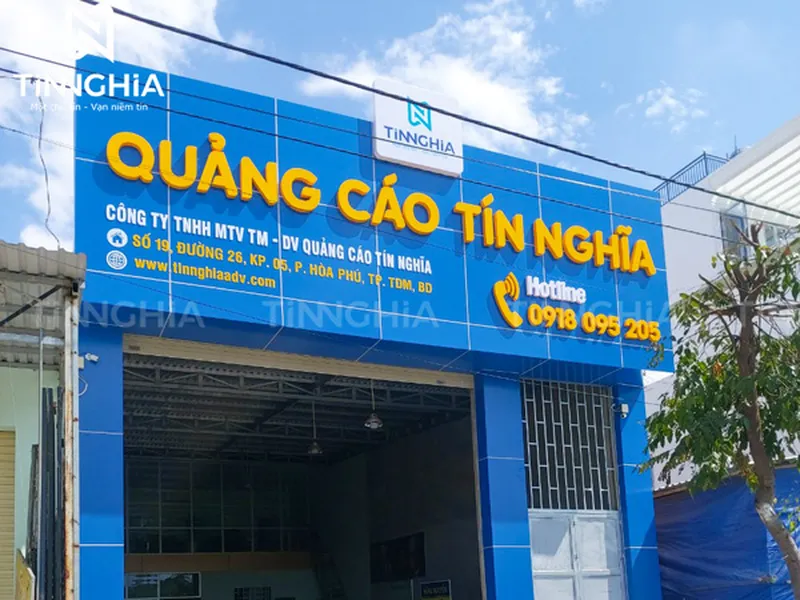 TiNNGHiA
Một chữ tín - Vạn niềm tin
TiNNGHiA
QUẢNG CÁO TÍN NGHĨA
CÔNG TY TNHH MTV TM - DV QUẢNG CÁO TÍN NGHĨA
SỐ 19, ĐƯỜNG 26, KP. 05, P. HÒA PHÚ, TP. TDM, BD
www.tinnghiaadv.com
Hotline
0918 095 205
TiNNGHiA TiNNGHiA TiNNGHiA